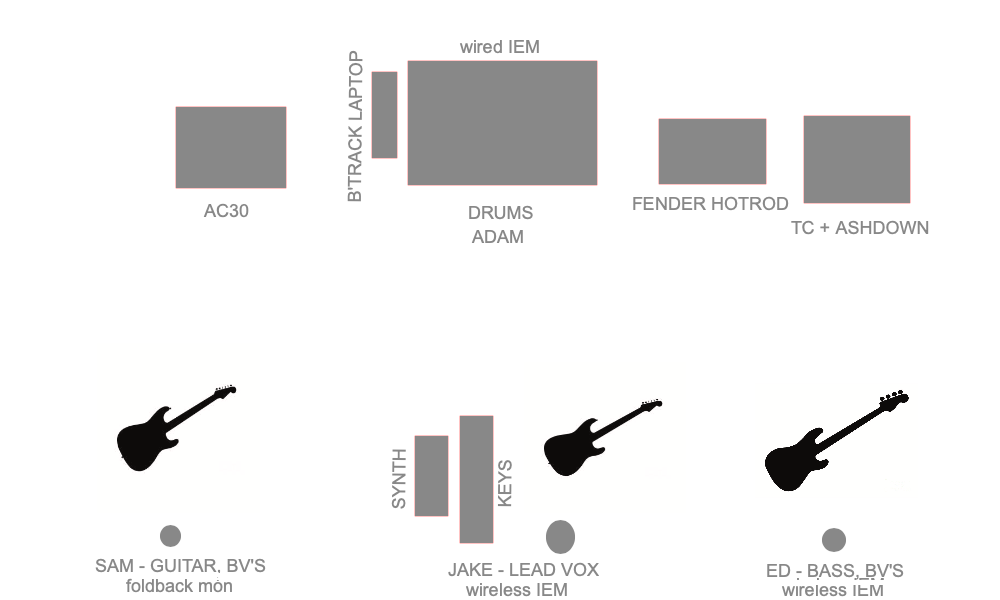 wired IEM
B'TRACK LAPTOP
AC30
DRUMS
ADAM
FENDER HOTROD
TC + ASHDOWN
SYNTH
KEYS
SAM - GUITAR, BV'S
foldback mon
JAKE - LEAD VOX
wireless IEM
ED - BASS, BV'S
wireless IEM